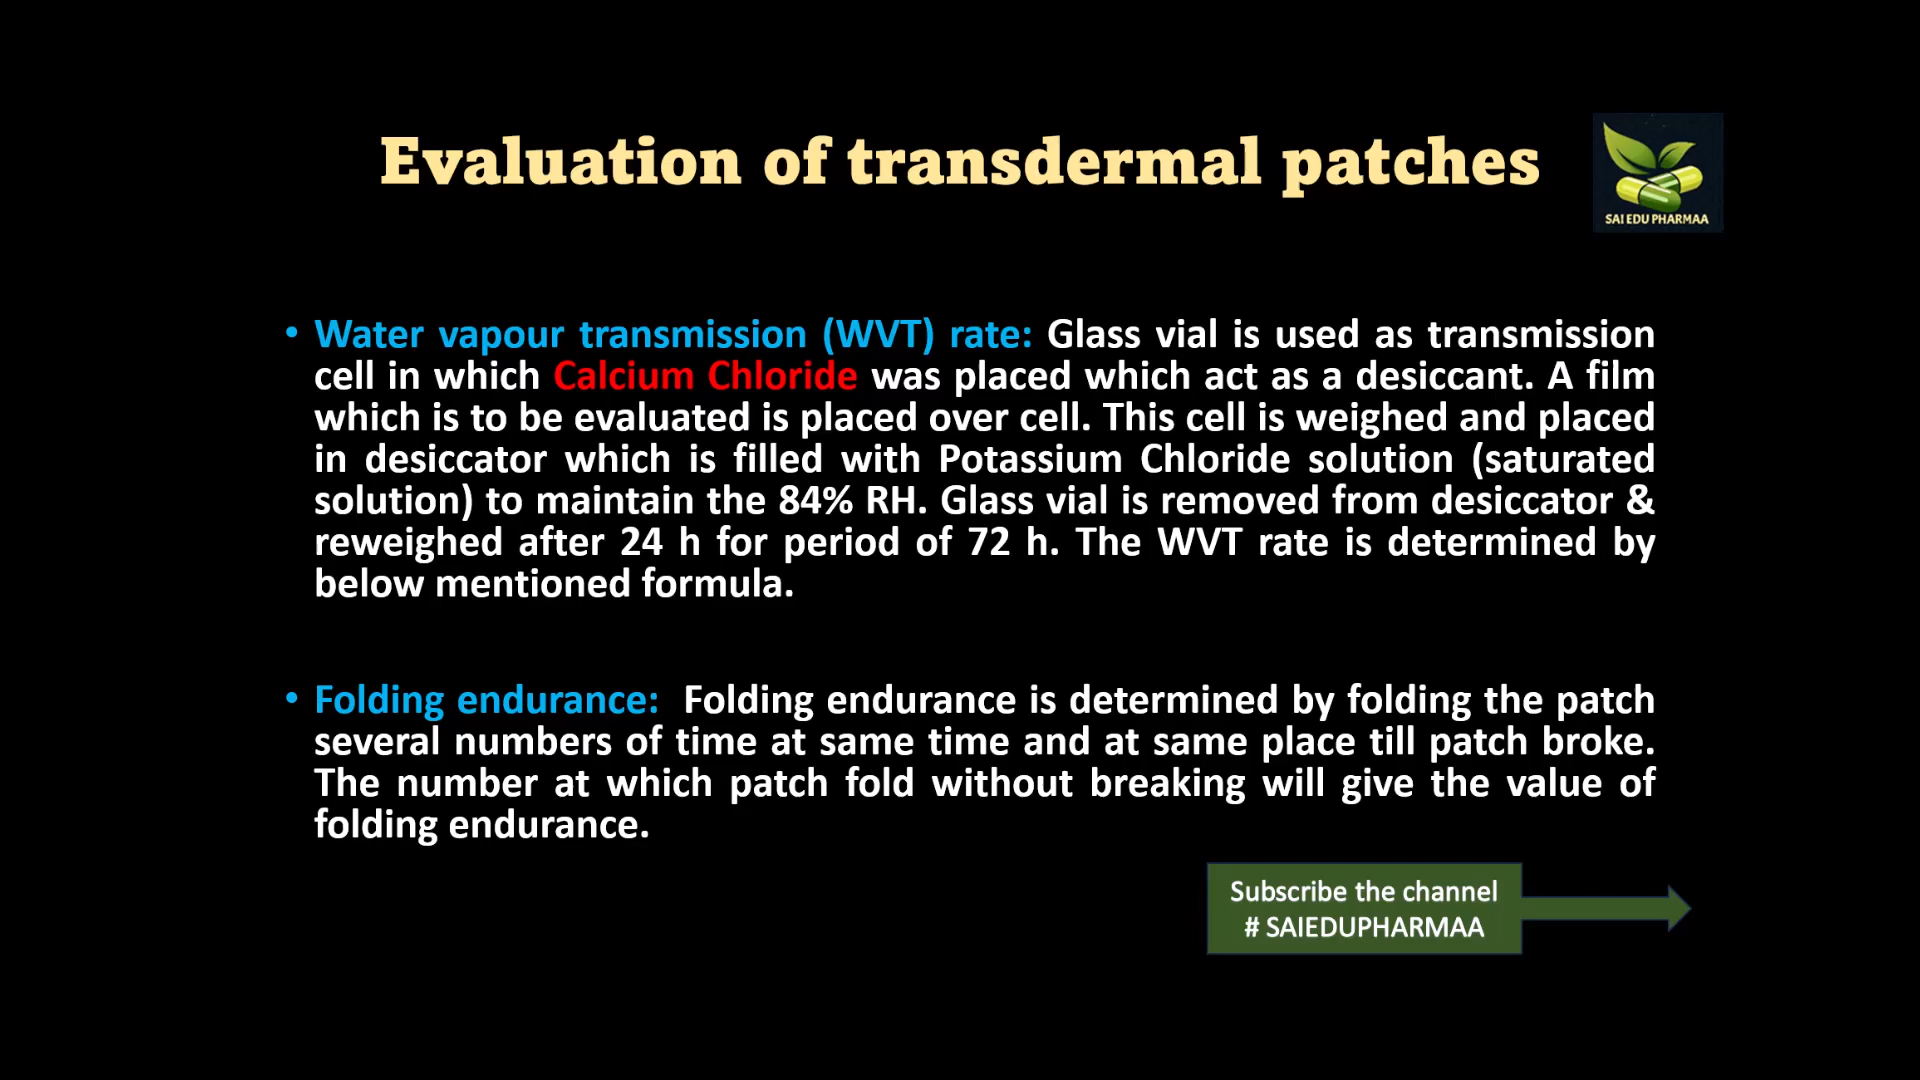 Evaluation of transdermal patches
SAI EDU PHARMAA
• Water vapour transmission (WVT) rate: Glass vial is used as transmission
cell in which Calcium Chloride was placed which act as a desiccant. A film
which is to be evaluated is placed over cell. This cell is weighed and placed
in desiccator which is filled with Potassium Chloride solution (saturated
solution) to maintain the 84% RH. Glass vial is removed from desiccator &
reweighed after 24 h for period of 72 h. The WVT rate is determined by
below mentioned formula.
• Folding endurance: Folding endurance is determined by folding the patch
several numbers of time at same time and at same place till patch broke.
The number at which patch fold without breaking will give the value of
folding endurance.
Subscribe the channel
# SAIEDUPHARMAA